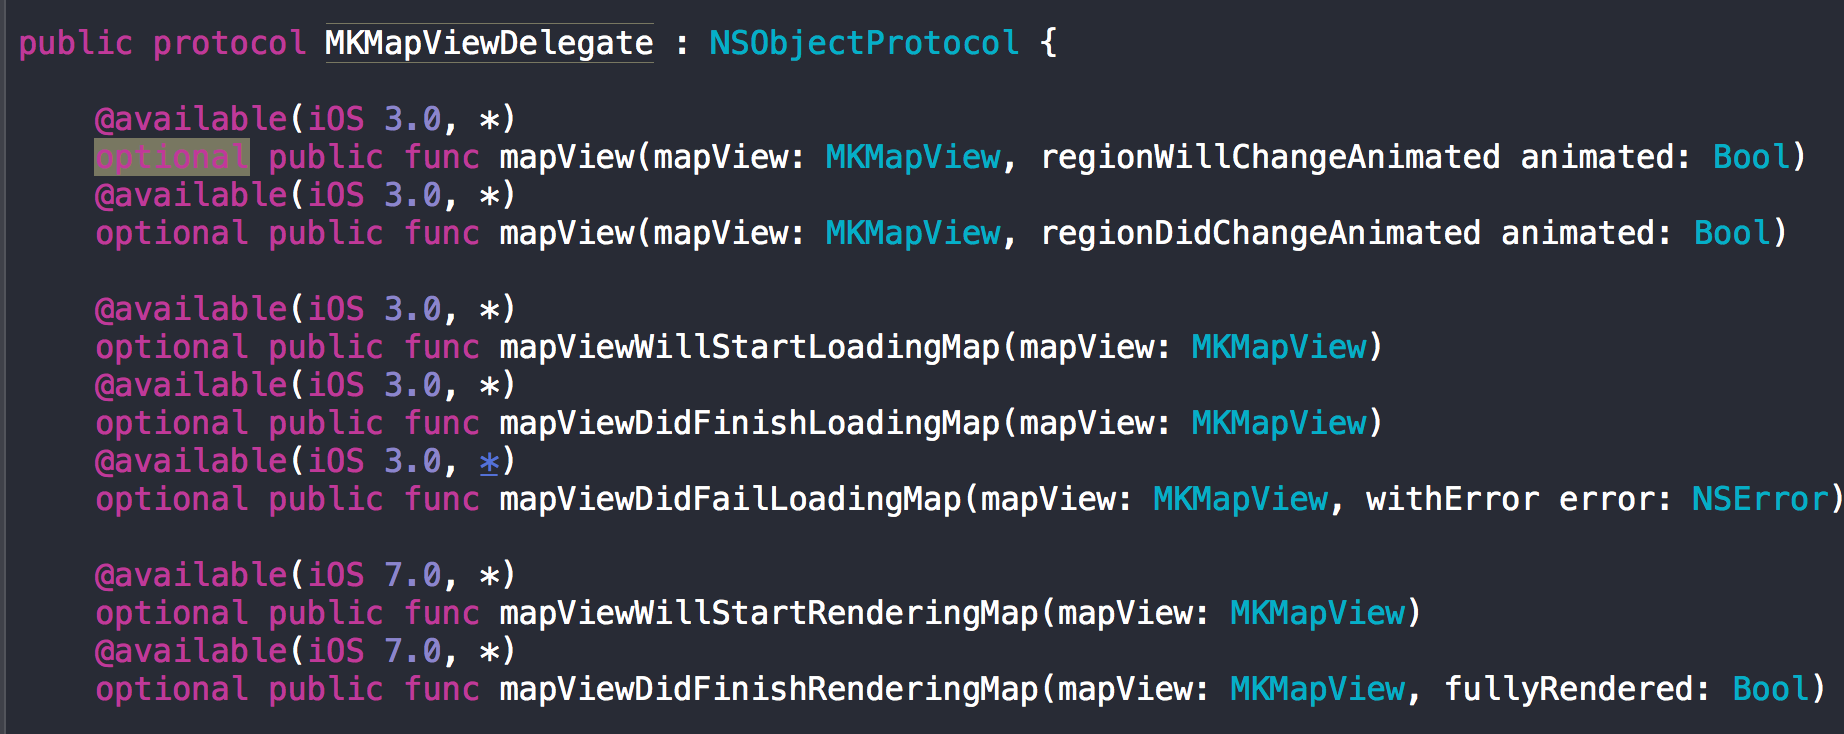 public protocol MKMapViewDelegate : NSObjectProtocol {
@available(iOS 3.0, *)
optional public func mapView(mapView: MKMapView, regionWillChangeAnimated animated: Bool)
@available(iOS 3.0, *)
optional public func mapView(mapView: MKMapView, regionDidChangeAnimated animated: Bool)
@available(iOS 3.0, *)
optional public func mapViewWillStartLoadingMap(mapView: MKMapView)
@available(iOS 3.0, *)
optional public func mapViewDidFinishLoadingMap(mapView: MKMapView)
@available(iOS 3.0, *)
optional public func mapViewDidFailLoadingMap(mapView: MKMapView, withError error: NSError)
@available(iOS 7.0, *)
optional public func mapViewWillStartRenderingMap(mapView: MKMapView)
@available(iOS 7.0, *)
optional public func mapViewDidFinishRenderingMap(mapView: MKMapView, fullyRendered: Bool)